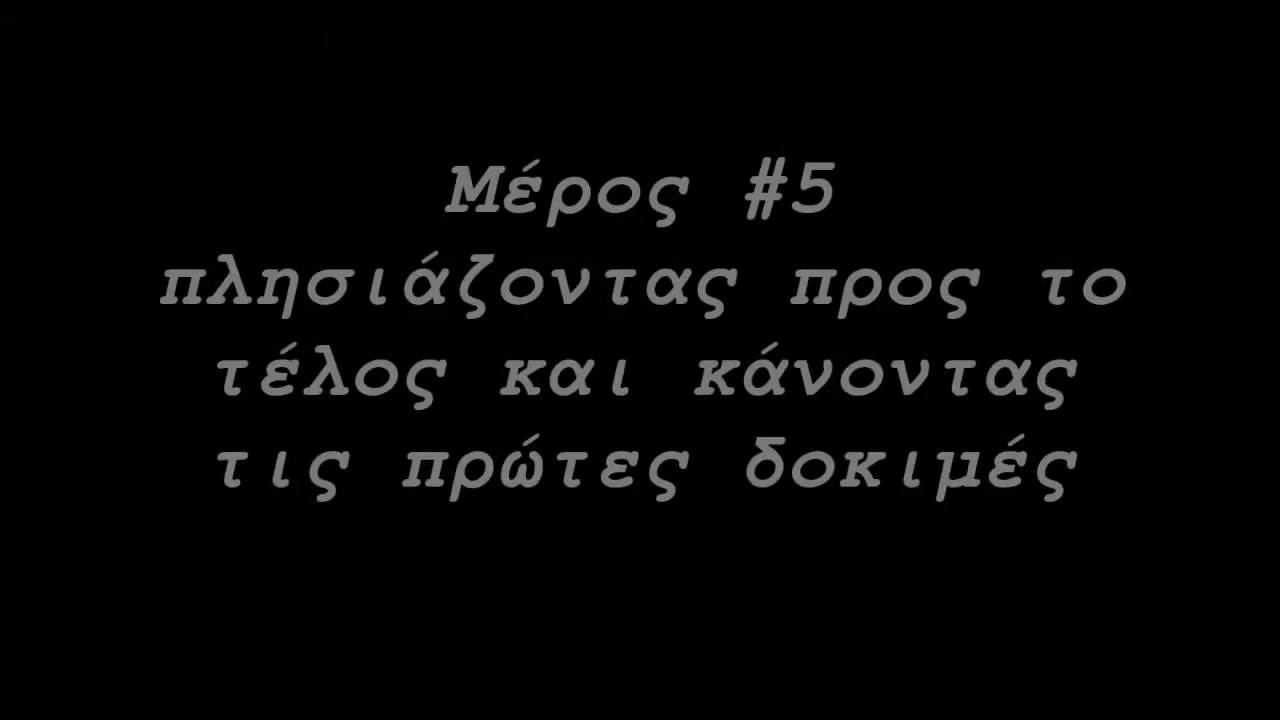 Μέρος #5
πλησιάζοντας προς το
τέλος και κάνοντας
τις πρώτες δοκιμές